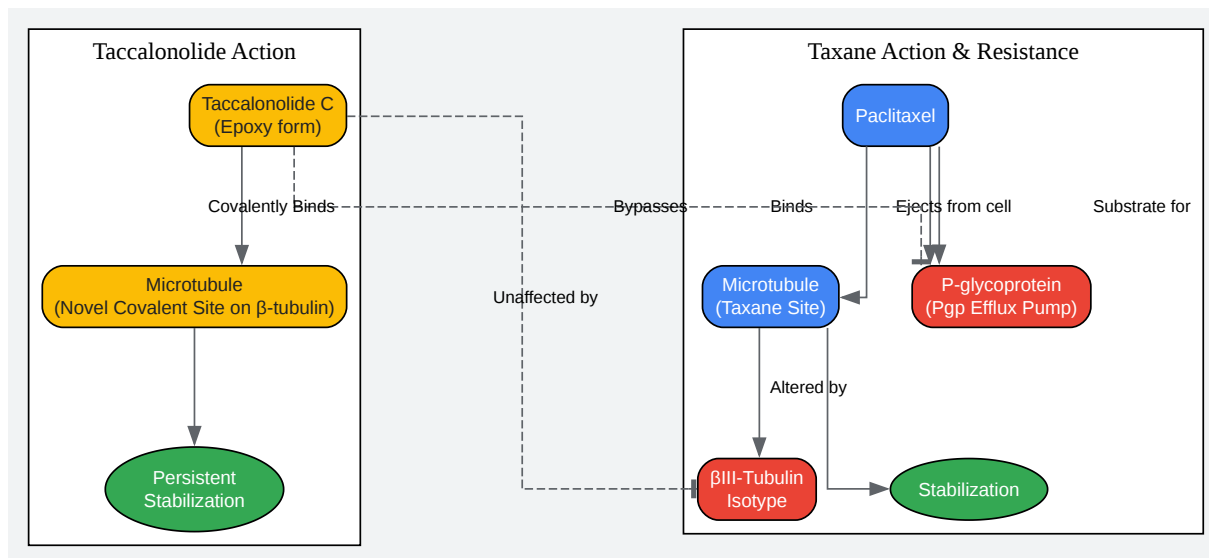 Taccalonolide Action
Taxane Action & Resistance
Taccalonolide C
(Epoxy form)
Paclitaxel
Covalently Binds
Bypasses
Binds
Ejects from cell
Substrate for
Microtubule
(Novel Covalent Site on β-tubulin)
Unaffected by
Microtubule
(Taxane Site)
P-glycoprotein
(Pgp Efflux Pump)
Altered by
Persistent
Stabilization
βIII-Tubulin
Isotype
Stabilization